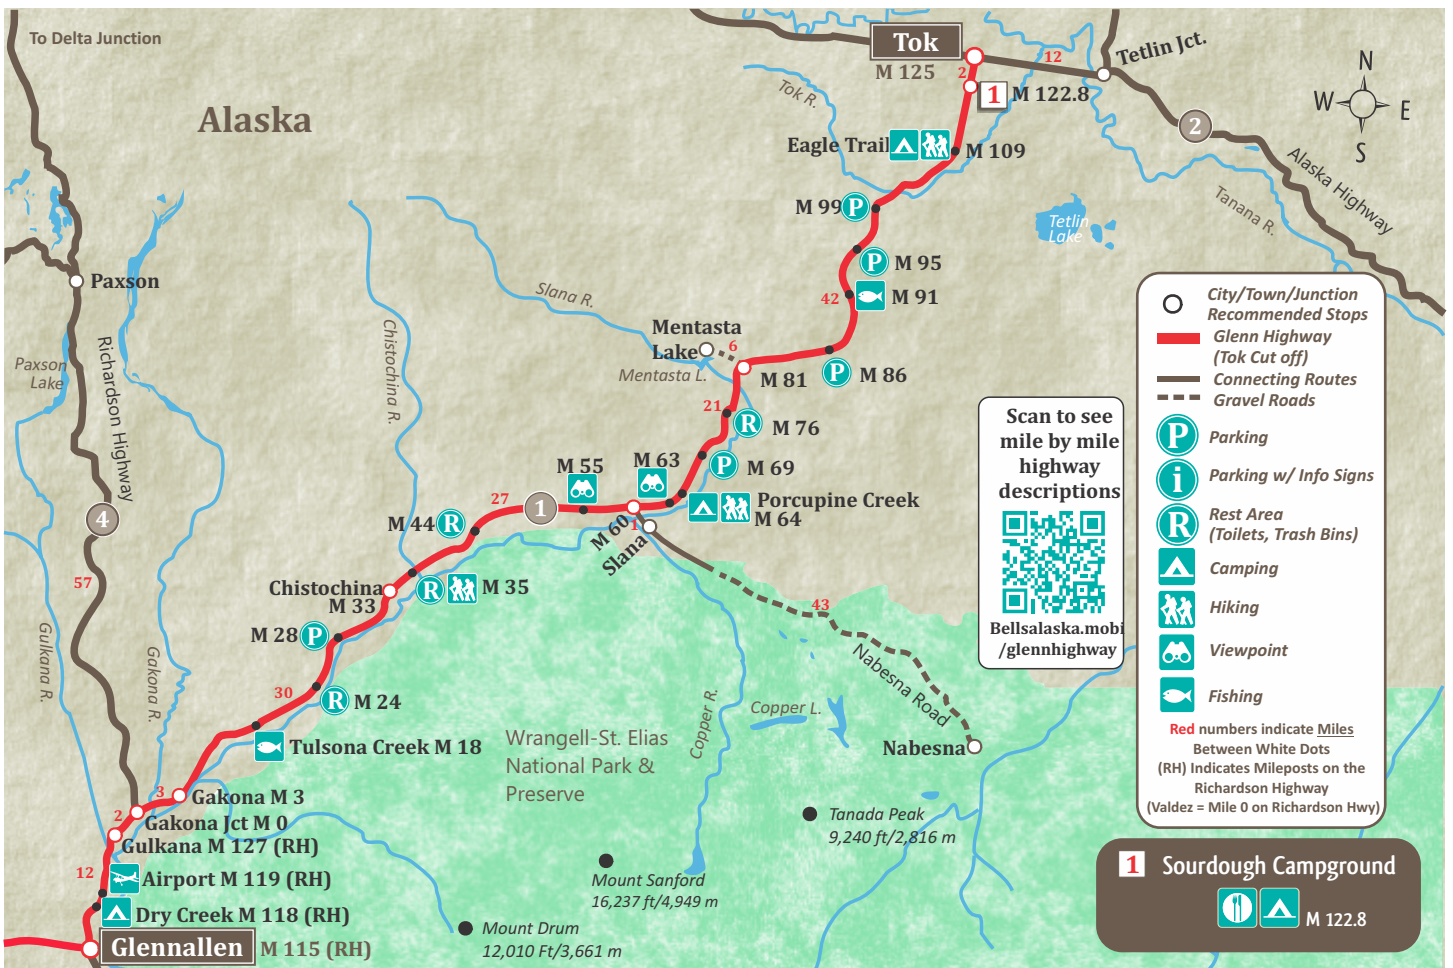 To Delta Junction
Alaska
Tok
M 125
12
Tetlin Jct.
2
1
M 122.8
Tok R.
Eagle Trail
M 109
2
Alaska Highway
Tanana R.
N
W
E
S
M 99
P
Tetlin
Lake
P
M 95
42
M 91
Paxson
Slana R.
Mentasta
Lake
6
Mentasta L.
M 81
P
M 86
Richardson Highway
Paxson
Lake
Chistochina R.
21
R
M 76
P
M 69
M 55
M 63
Porcupine Creek
M 64
27
1
M 60
1
Slana
4
M 44
R
Chistochina
M 33
R
M 35
57
M 28
P
43
Nabesna Road
Nabesna
Gulkana R.
Gakona R.
30
R
M 24
Tulsona Creek M 18
Copper R.
Copper L.
Wrangell-St. Elias
National Park &
Preserve
3
Gakona M 3
2
Gakona Jct M 0
Gulkana M 127 (RH)
12
Airport M 119 (RH)
Dry Creek M 118 (RH)
Glennallen
M 115 (RH)
Tanada Peak
9,240 ft/2,816 m
Mount Sanford
16,237 ft/4,949 m
Mount Drum
12,010 Ft/3,661 m
Scan to see
mile by mile
highway
descriptions
Bellsalaska.mobi
/glennhighway
City/Town/Junction
Recommended Stops
Glenn Highway
(Tok Cut off)
Connecting Routes
Gravel Roads
P
Parking
i
Parking w/ Info Signs
R
Rest Area
(Toilets, Trash Bins)
Camping
Hiking
Viewpoint
Fishing
Red numbers indicate Miles
Between White Dots
(RH) Indicates Mileposts on the
Richardson Highway
(Valdez = Mile 0 on Richardson Hwy)
1
Sourdough Campground
M 122.8